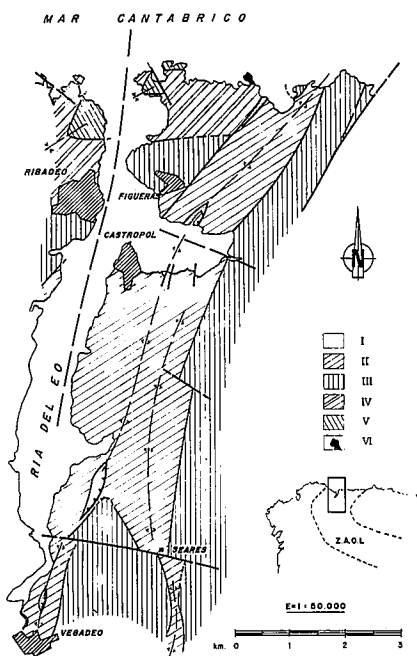 MAR CANTABRICO
RIBADEO
FIGUERAS
CASTROPOL
RIA DEL EO
N
I
II
III
IV
V
VI
SEARES
Z.A.O.L
VEGADEO
E=1:50.000
km. 0 1 2 3